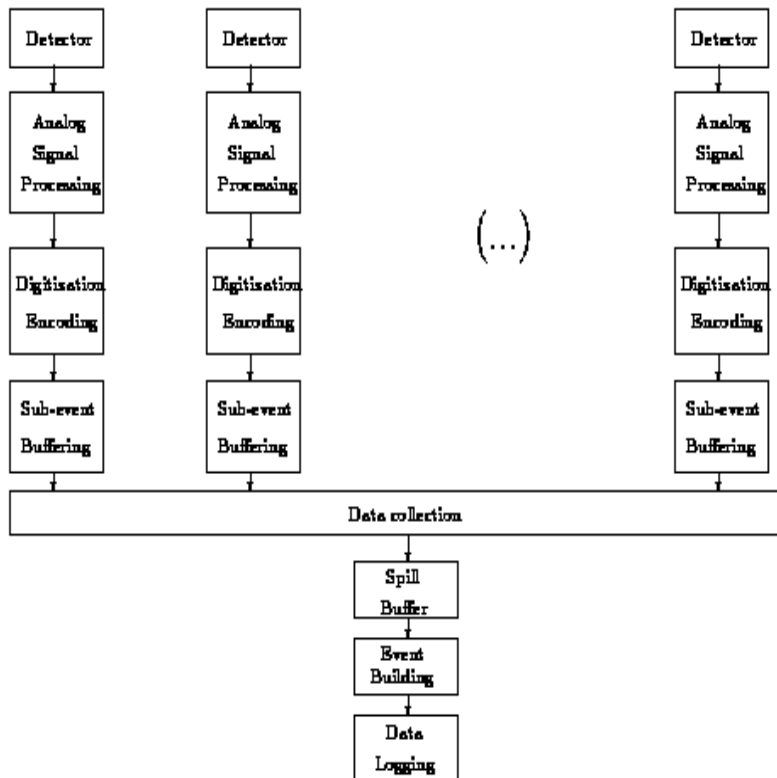 Detector
Detector
Detector
Analog
Signal
Processing
Analog
Signal
Processing
Analog
Signal
Processing
(...)
Digitisation
Encoding
Digitisation
Encoding
Digitisation
Encoding
Sub-event
Buffering
Sub-event
Buffering
Sub-event
Buffering
Data collection
Spill
Buffer
Event
Building
Data
Logging